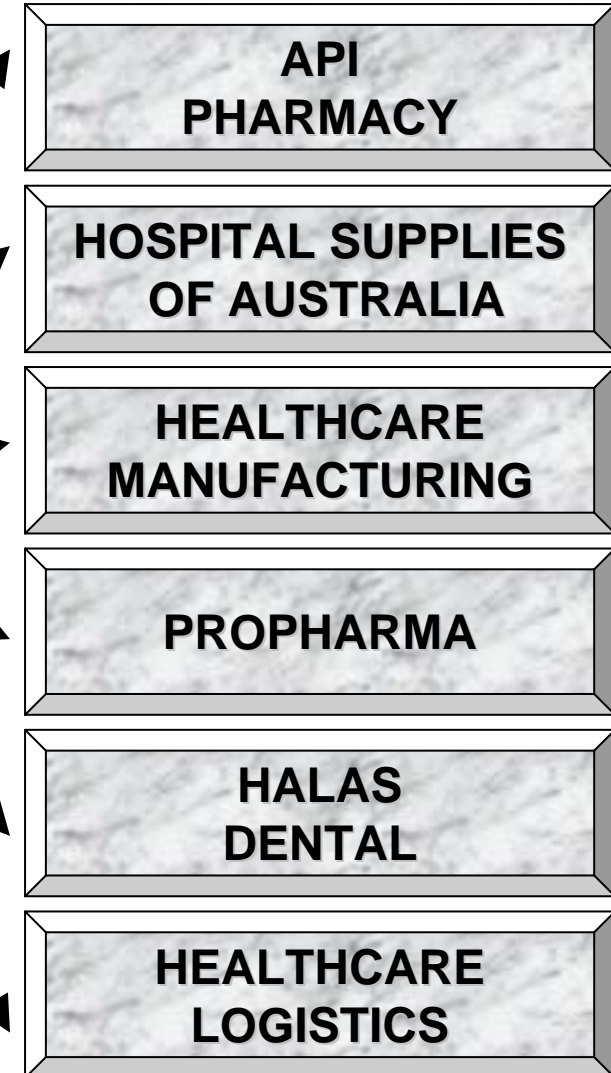 API
PHARMACY
HOSPITAL SUPPLIES
OF AUSTRALIA
HEALTHCARE
MANUFACTURING
PROPHARMA
HALAS
DENTAL
HEALTHCARE
LOGISTICS